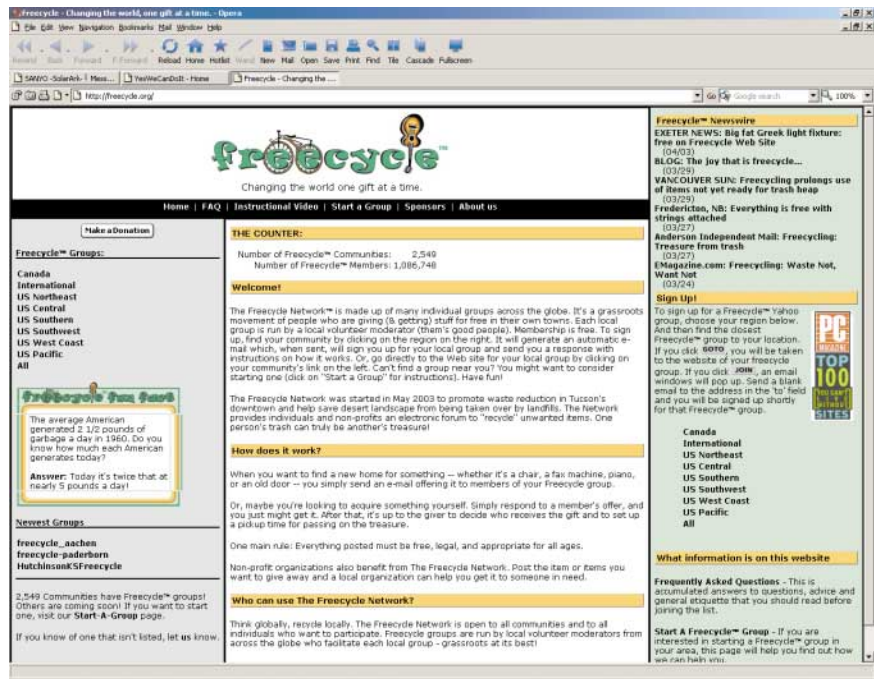 Freecycle - Changing the world, one gift at a time. - Opera
File Edit View Navigation Bookmarks Mail Window Help
Rewind Back Forward F.Forward Reload Home Hotlist Wand New Mail Open Save Print Find Tile Cascade Fullscreen
SANYO -SolarArk- Mess... YesWeCanDoIt - Home Freecycle - Changing the ...
http://freecycle.org/ Go Google search 100%
freecycle™
Changing the world one gift at a time.
Home | FAQ | Instructional Video | Start a Group | Sponsors | About us
Make a Donation
Freecycle™ Groups:
Canada
International
US Northeast
US Central
US Southern
US Southwest
US West Coast
US Pacific
All
freecycle fun fact
The average American
generated 2 1/2 pounds of
garbage a day in 1960. Do you
know how much each American
generates today?
Answer: Today it's twice that at
nearly 5 pounds a day!
Newest Groups
freecycle_aachen
freecycle-paderborn
HutchinsonKSFreecycle
2,549 Communities have Freecycle™ groups!
Others are coming soon! If you want to start
one, visit our Start-A-Group page.
If you know of one that isn't listed, let us know.
THE COUNTER:
Number of Freecycle™ Communities: 2,549
Number of Freecycle™ Members: 1,086,748
Welcome!
The Freecycle Network™ is made up of many individual groups across the globe. It's a grassroots
movement of people who are giving (& getting) stuff for free in their own towns. Each local
group is run by a local volunteer moderator (them's good people). Membership is free. To sign
up, find your community by clicking on the region on the right. It will generate an automatic e-
mail which, when sent, will sign you up for your local group and send you a response with
instructions on how it works. Or, go directly to the Web site for your local group by clicking on
your community's link on the left. Can't find a group near you? You might want to consider
starting one (click on "Start a Group" for instructions). Have fun!
The Freecycle Network was started in May 2003 to promote waste reduction in Tucson's
downtown and help save desert landscape from being taken over by landfills. The Network
provides individuals and non-profits an electronic forum to "recycle" unwanted items. One
person's trash can truly be another's treasure!
How does it work?
When you want to find a new home for something -- whether it's a chair, a fax machine, piano,
or an old door -- you simply send an e-mail offering it to members of your Freecycle group.
Or, maybe you're looking to acquire something yourself. Simply respond to a member's offer, and
you just might get it. After that, it's up to the giver to decide who receives the gift and to set up
a pickup time for passing on the treasure.
One main rule: Everything posted must be free, legal, and appropriate for all ages.
Non-profit organizations also benefit from The Freecycle Network. Post the item or items you
want to give away and a local organization can help you get it to someone in need.
Who can use The Freecycle Network?
Think globally, recycle locally. The Freecycle Network is open to all communities and to all
individuals who want to participate. Freecycle groups are run by local volunteer moderators from
across the globe who facilitate each local group - grassroots at its best!
Freecycle™ Newswire
EXETER NEWS: Big fat Greek light fixture:
free on Freecycle Web Site
(04/03)
BLOG: The joy that is freecycle...
(03/29)
VANCOUVER SUN: Freecycling prolongs use
of items not yet ready for trash heap
(03/29)
Fredericton, NB: Everything is free with
strings attached
(03/27)
Anderson Independent Mail: Freecycling:
Treasure from trash
(03/27)
EMagazine.com: Freecycling: Waste Not,
Want Not
(03/24)
Sign Up!
To sign up for a Freecycle™ Yahoo
group, choose your region below.
And then find the closest
Freecycle™ group to your location.
If you click GOTO, you will be taken
to the website of your freecycle
group. If you click JOIN, an email
windows will pop up. Send a blank
email to the address in the 'to' field
and you will be signed up shortly
for that Freecycle™ group.
PC
MAGAZINE
TOP
100
SITES
Canada
International
US Northeast
US Central
US Southern
US Southwest
US West Coast
US Pacific
All
What information is on this website
Frequently Asked Questions - This is
accumulated answers to questions, advice and
general etiquette that you should read before
joining the list.
Start A Freecycle™ Group - If you are
interested in starting a Freecycle™ group in
your area, this page will help you find out how
we can help you.